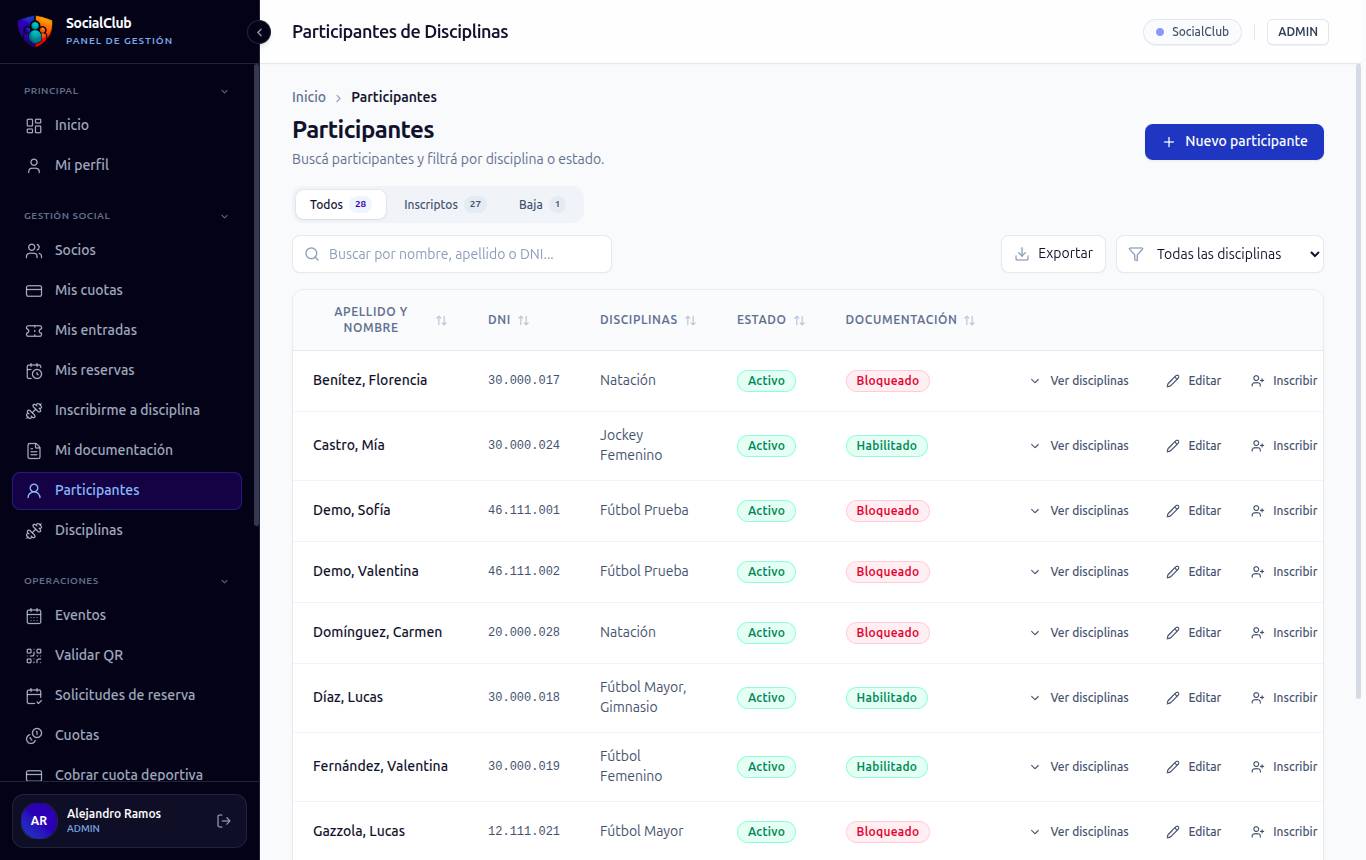 SocialClub
PANEL DE GESTIÓN
PRINCIPAL
Inicio
Mi perfil
GESTIÓN SOCIAL
Socios
Mis cuotas
Mis entradas
Mis reservas
Inscribirme a disciplina
Mi documentación
Participantes
Disciplinas
OPERACIONES
Eventos
Validar QR
Solicitudes de reserva
Cuotas
Cobrar cuota deportiva
AR
Alejandro Ramos
ADMIN
Participantes de Disciplinas
SocialClub
ADMIN
Inicio › Participantes
Participantes
Buscá participantes y filtrá por disciplina o estado.
+ Nuevo participante
Todos 28 Inscriptos 27 Baja 1
Buscar por nombre, apellido o DNI...
Exportar
Todas las disciplinas
APELLIDO Y NOMBRE DNI DISCIPLINAS ESTADO DOCUMENTACIÓN
Benítez, Florencia 30.000.017 Natación Activo Bloqueado Ver disciplinas Editar Inscribir
Castro, Mía 30.000.024 Jockey Femenino Activo Habilitado Ver disciplinas Editar Inscribir
Demo, Sofía 46.111.001 Fútbol Prueba Activo Bloqueado Ver disciplinas Editar Inscribir
Demo, Valentina 46.111.002 Fútbol Prueba Activo Bloqueado Ver disciplinas Editar Inscribir
Domínguez, Carmen 20.000.028 Natación Activo Bloqueado Ver disciplinas Editar Inscribir
Díaz, Lucas 30.000.018 Fútbol Mayor, Gimnasio Activo Habilitado Ver disciplinas Editar Inscribir
Fernández, Valentina 30.000.019 Fútbol Femenino Activo Habilitado Ver disciplinas Editar Inscribir
Gazzola, Lucas 12.111.021 Fútbol Mayor Activo Bloqueado Ver disciplinas Editar Inscribir